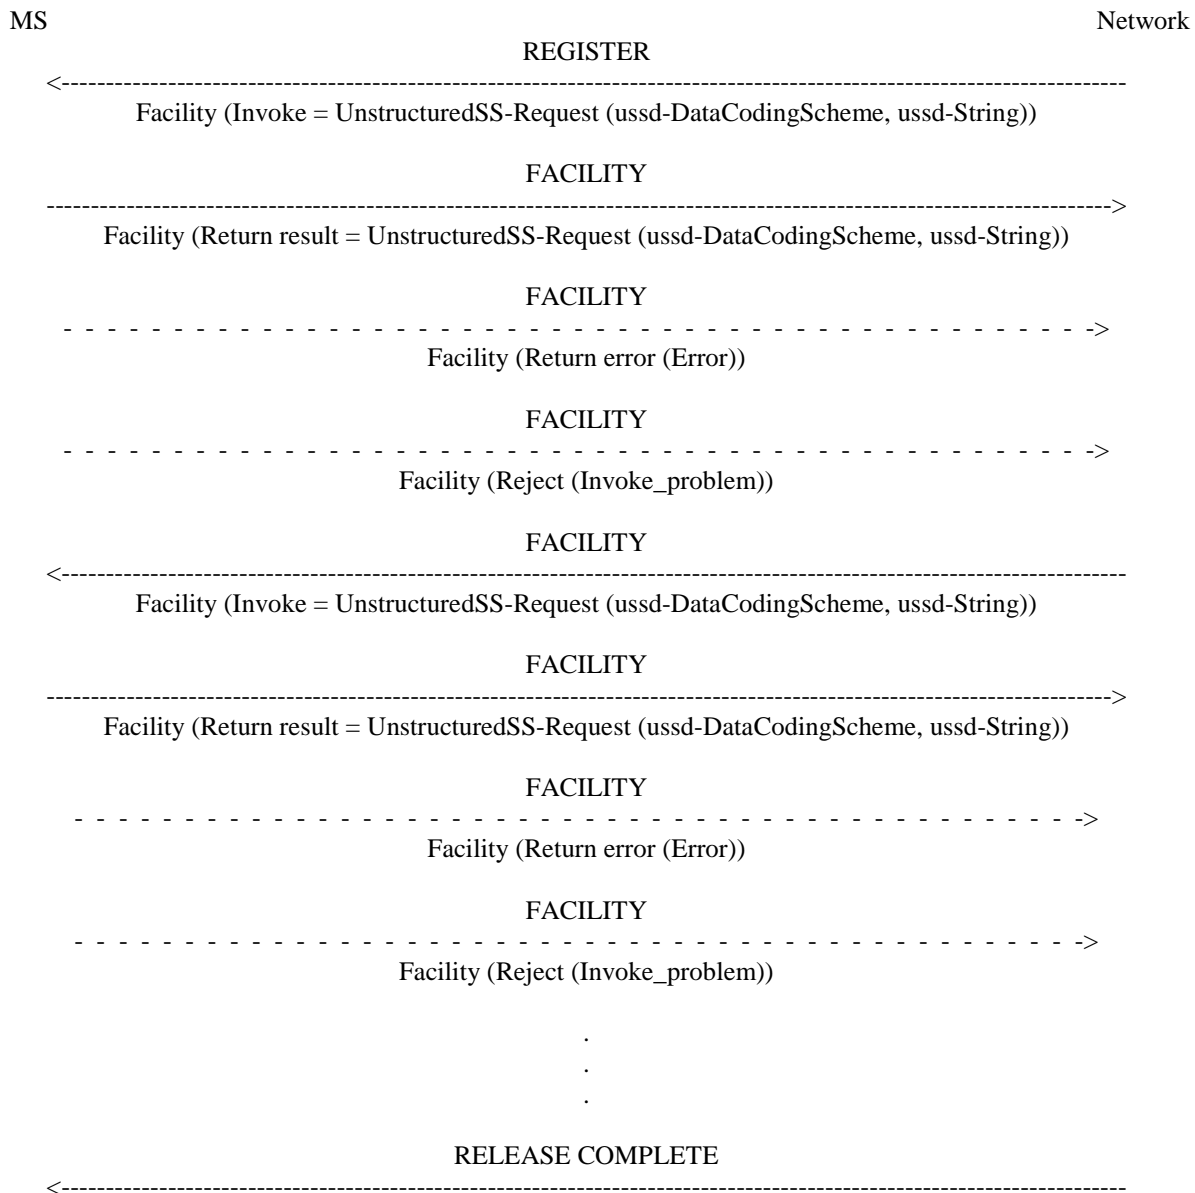 MS Network
REGISTER
<------------------------------------------------------------------------------------------------------------------------
Facility (Invoke = UnstructuredSS-Request (ussd-DataCodingScheme, ussd-String))
FACILITY
------------------------------------------------------------------------------------------------------------------------>
Facility (Return result = UnstructuredSS-Request (ussd-DataCodingScheme, ussd-String))
FACILITY
- - - - - - - - - - - - - - - - - - - - - - - - - - - - - - - - - - - - - - - - - - - - - - - ->
Facility (Return error (Error))
FACILITY
- - - - - - - - - - - - - - - - - - - - - - - - - - - - - - - - - - - - - - - - - - - - - - - ->
Facility (Reject (Invoke_problem))
FACILITY
<------------------------------------------------------------------------------------------------------------------------
Facility (Invoke = UnstructuredSS-Request (ussd-DataCodingScheme, ussd-String))
FACILITY
------------------------------------------------------------------------------------------------------------------------>
Facility (Return result = UnstructuredSS-Request (ussd-DataCodingScheme, ussd-String))
FACILITY
- - - - - - - - - - - - - - - - - - - - - - - - - - - - - - - - - - - - - - - - - - - - - - ->
Facility (Return error (Error))
FACILITY
- - - - - - - - - - - - - - - - - - - - - - - - - - - - - - - - - - - - - - - - - - - - - - ->
Facility (Reject (Invoke_problem))
.
.
.
RELEASE COMPLETE
<------------------------------------------------------------------------------------------------------------------------